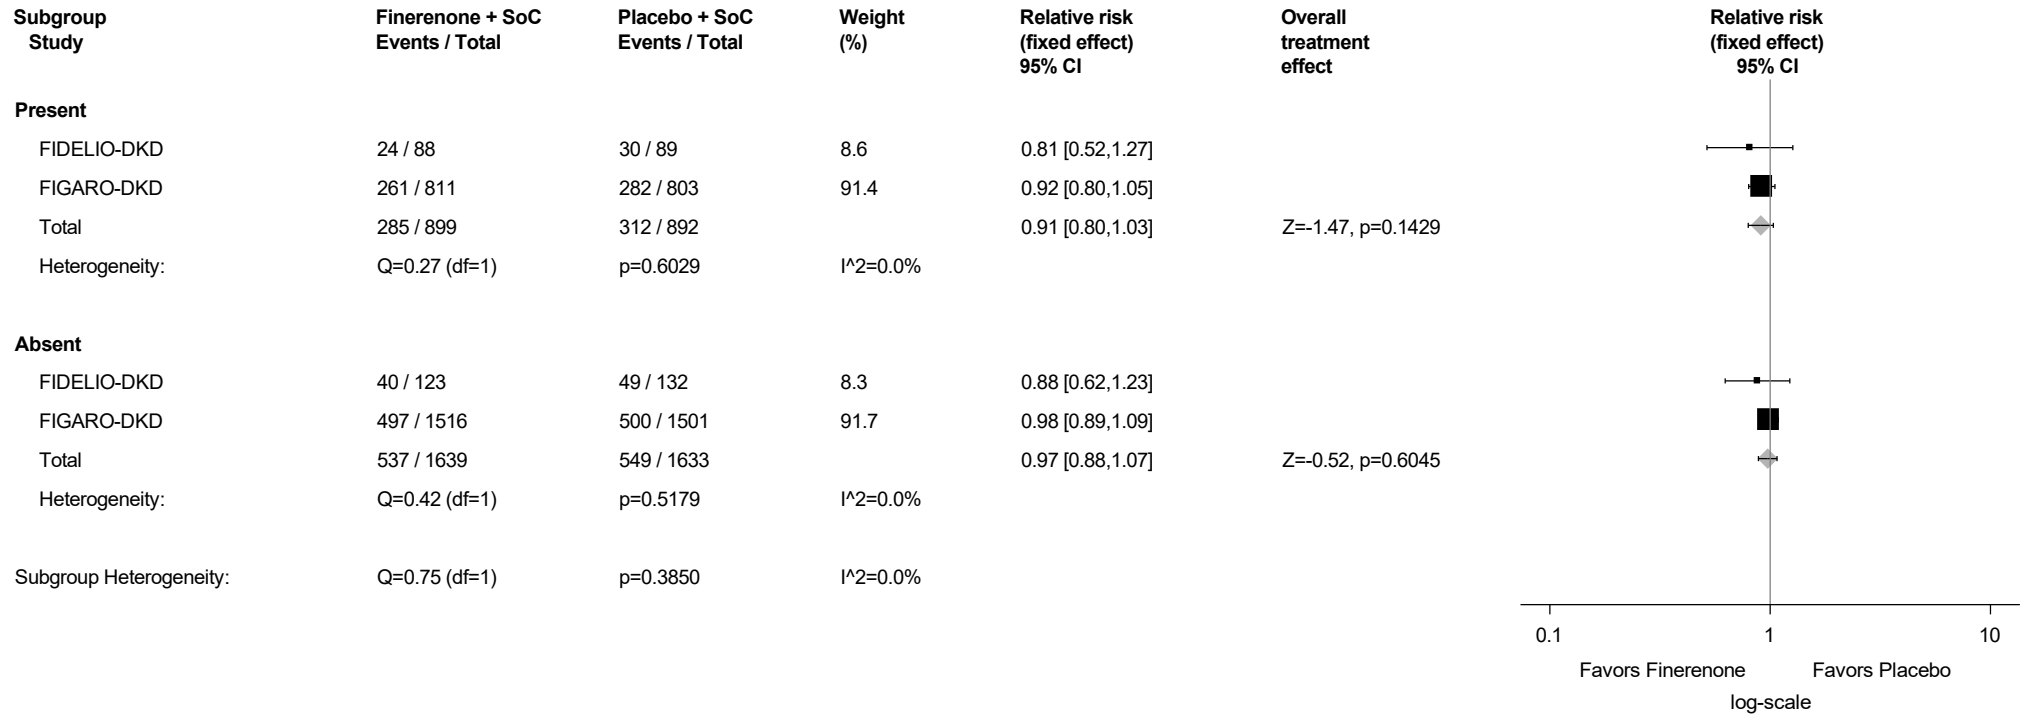 Subgroup Finerenone + SoC Placebo + SoC Weight Relative risk Overall Relative risk
Study Events / Total Events / Total (%) (fixed effect) treatment (fixed effect)
95% CI effect 95% CI
Present
FIDELIO-DKD 24 / 88 30 / 89 8.6 0.81 [0.52,1.27]
FIGARO-DKD 261 / 811 282 / 803 91.4 0.92 [0.80,1.05]
Total 285 / 899 312 / 892 0.91 [0.80,1.03] Z=-1.47, p=0.1429
Heterogeneity: Q=0.27 (df=1) p=0.6029 I^2=0.0%
Absent
FIDELIO-DKD 40 / 123 49 / 132 8.3 0.88 [0.62,1.23]
FIGARO-DKD 497 / 1516 500 / 1501 91.7 0.98 [0.89,1.09]
Total 537 / 1639 549 / 1633 0.97 [0.88,1.07] Z=-0.52, p=0.6045
Heterogeneity: Q=0.42 (df=1) p=0.5179 I^2=0.0%
Subgroup Heterogeneity: Q=0.75 (df=1) p=0.3850 I^2=0.0%
0.1 1 10
Favors Finerenone Favors Placebo
log-scale